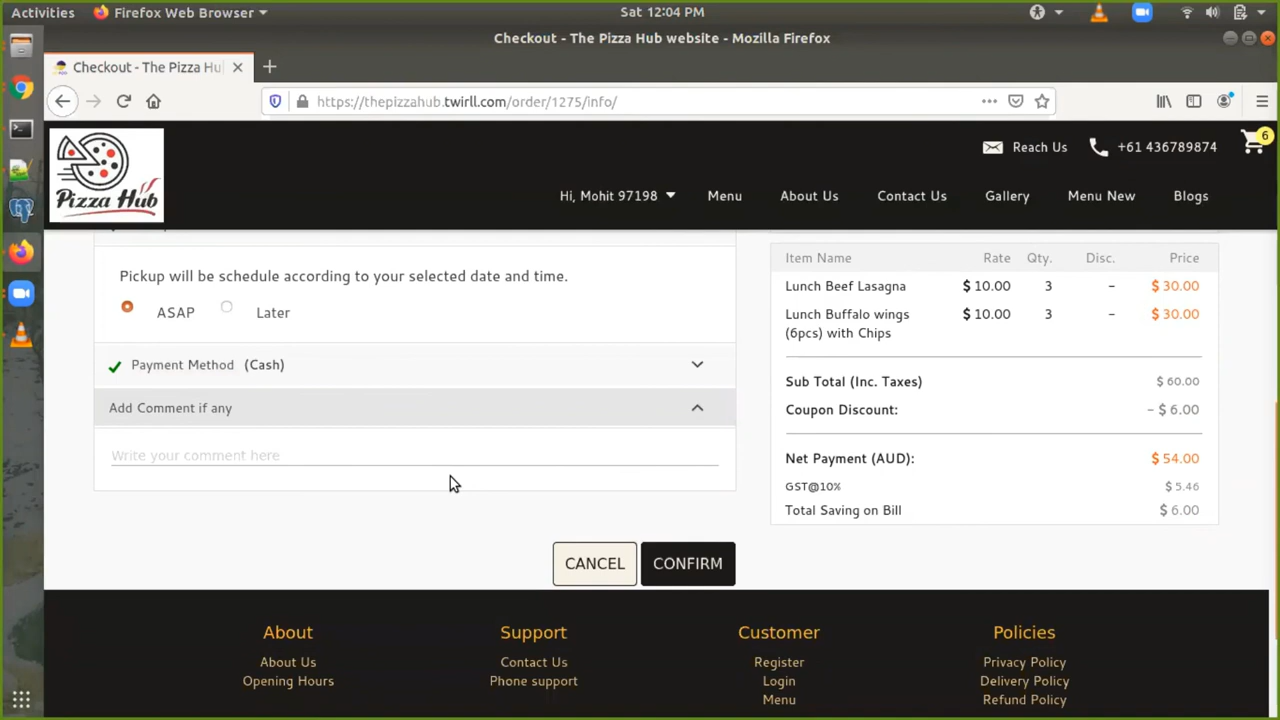 Activities Firefox Web Browser Sat 12:04 PM
Checkout - The Pizza Hub website - Mozilla Firefox
Checkout - The Pizza Hu
https://thepizzahub.twirll.com/order/1275/info/
Pizza Hub
Reach Us +61 436789874 6
Hi, Mohit 97198 Menu About Us Contact Us Gallery Menu New Blogs
Pickup will be schedule according to your selected date and time.
ASAP Later
Payment Method (Cash)
Add Comment if any
Write your comment here
Item Name Rate Qty. Disc. Price
Lunch Beef Lasagna $ 10.00 3 – $ 30.00
Lunch Buffalo wings $ 10.00 3 – $ 30.00
(6pcs) with Chips
Sub Total (Inc. Taxes) $ 60.00
Coupon Discount: – $ 6.00
Net Payment (AUD): $ 54.00
GST@10% $ 5.46
Total Saving on Bill $ 6.00
CANCEL CONFIRM
About Support Customer Policies
About Us Contact Us Register Privacy Policy
Opening Hours Phone support Login Delivery Policy
Menu Refund Policy